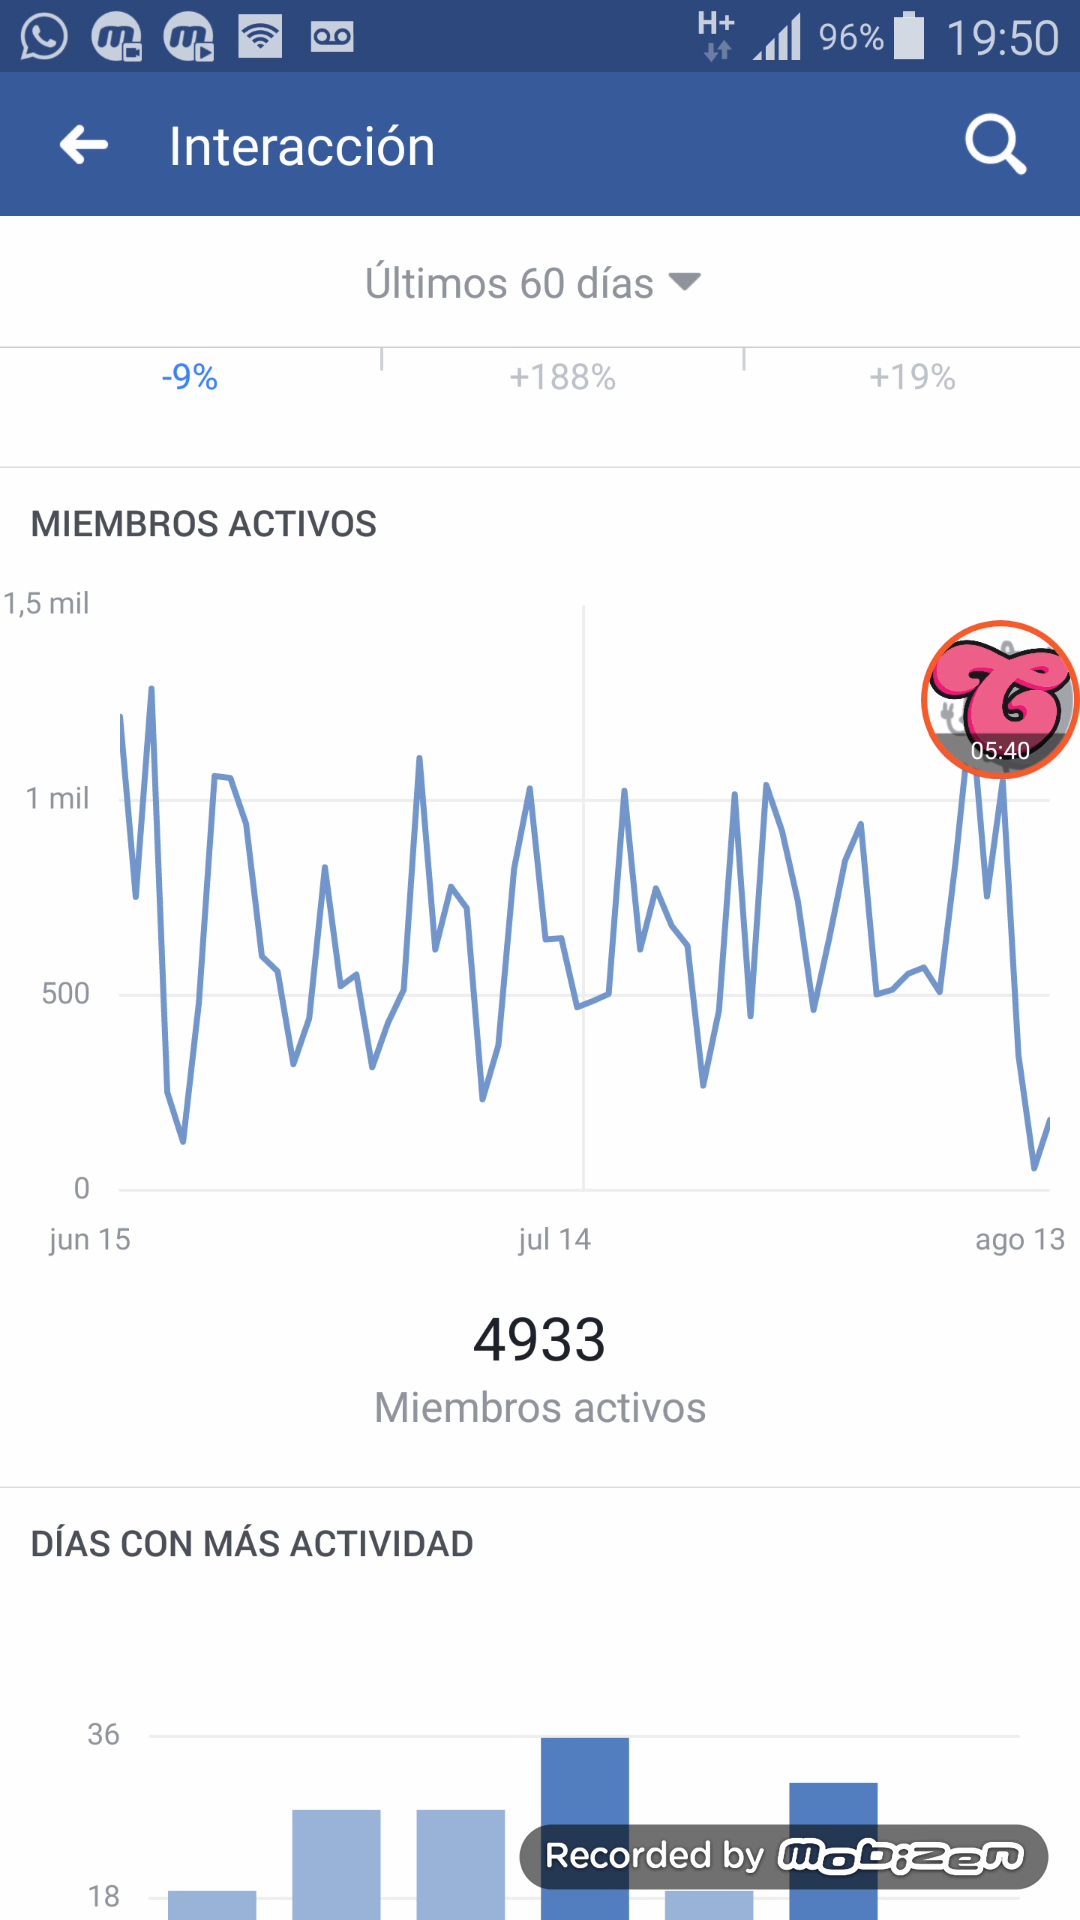 H+ 96% 19:50
Interacción
Últimos 60 días
-9% +188% +19%
MIEMBROS ACTIVOS
1,5 mil
05:40
1 mil
500
0
jun 15 jul 14 ago 13
4933
Miembros activos
DÍAS CON MÁS ACTIVIDAD
36
Recorded by mobizen
18